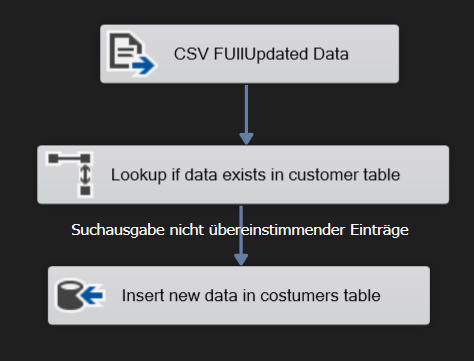 CSV FUllUpdated Data
Lookup if data exists in customer table
Suchausgabe nicht übereinstimmender Einträge
Insert new data in costumers table